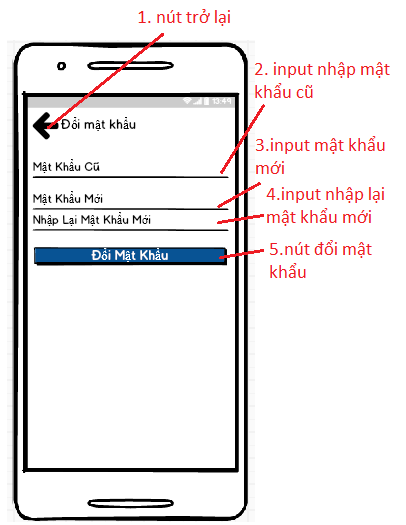 1. nút trở lại
13:49
Đổi mật khẩu
2. input nhập mật
khẩu cũ
Mật Khẩu Cũ
3.input mật khẩu
mới
Mật Khẩu Mới
4.input nhập lại
mật khẩu mới
Nhập Lại Mật Khẩu Mới
Đổi Mật Khẩu
5.nút đổi mật
khẩu